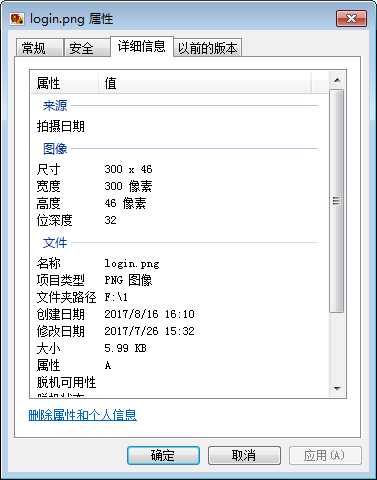 login.png 属性
常规 安全 详细信息 以前的版本
属性 值
来源
拍摄日期
图像
尺寸 300 x 46
宽度 300 像素
高度 46 像素
位深度 32
文件
名称 login.png
项目类型 PNG 图像
文件夹路径 F:\1
创建日期 2017/8/16 16:10
修改日期 2017/7/26 15:32
大小 5.99 KB
属性 A
脱机可用性
脱机状态
删除属性和个人信息
确定 取消 应用(A)